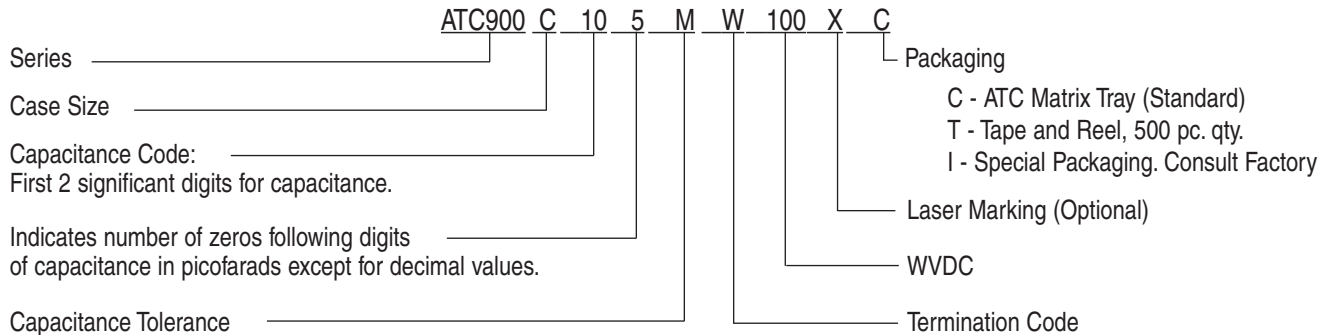 ATC900 C 10 5 M W 100 X C
Series
Case Size
Capacitance Code:
First 2 significant digits for capacitance.
Indicates number of zeros following digits
of capacitance in picofarads except for decimal values.
Capacitance Tolerance
Packaging
C - ATC Matrix Tray (Standard)
T - Tape and Reel, 500 pc. qty.
I - Special Packaging. Consult Factory
Laser Marking (Optional)
WVDC
Termination Code